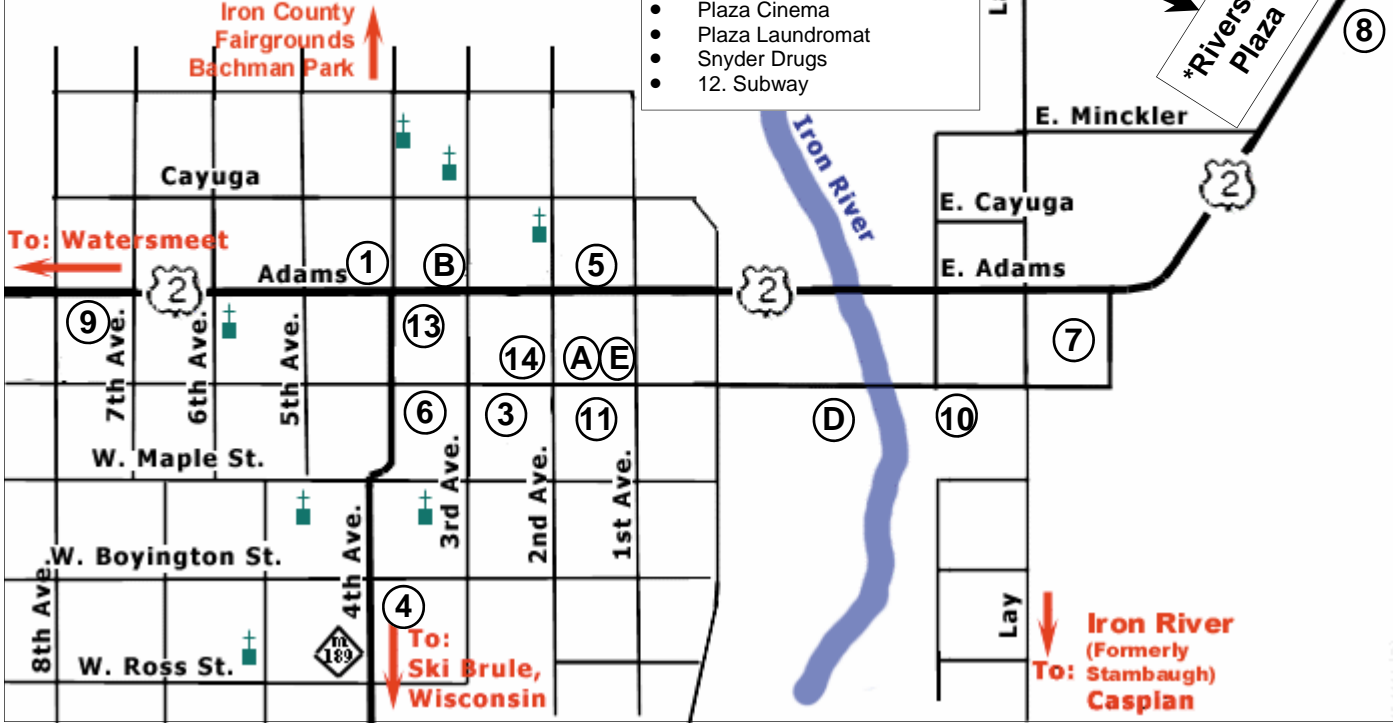 Iron County
Fairgrounds
Bachman Park
• Plaza Cinema
• Plaza Laundromat
• Snyder Drugs
• 12. Subway
Plaza
8
E. Minckler
Iron River
2
Cayuga
E. Cayuga
To: Watersmeet
Adams
1
B
5
E. Adams
2
2
9
13
7
14
A
E
7th Ave.
6th Ave.
5th Ave.
6
3
11
D
10
W. Maple St.
3rd Ave.
2nd Ave.
1st Ave.
W. Boyington St.
4th Ave.
8th Ave.
4
Lay
M
189
W. Ross St.
To:
Ski Brule,
Wisconsin
Iron River
(Formerly
To: Stambaugh)
Caspian